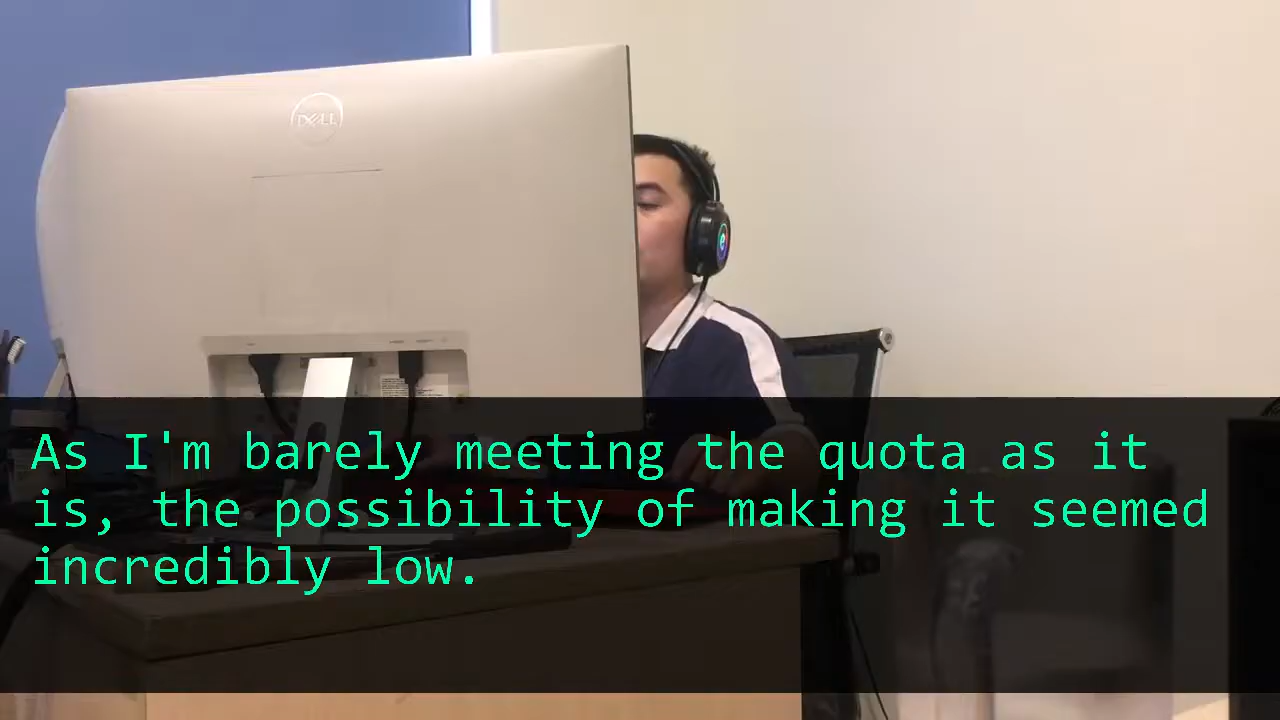 DELL
As I'm barely meeting the quota as it
is, the possibility of making it seemed
incredibly low.